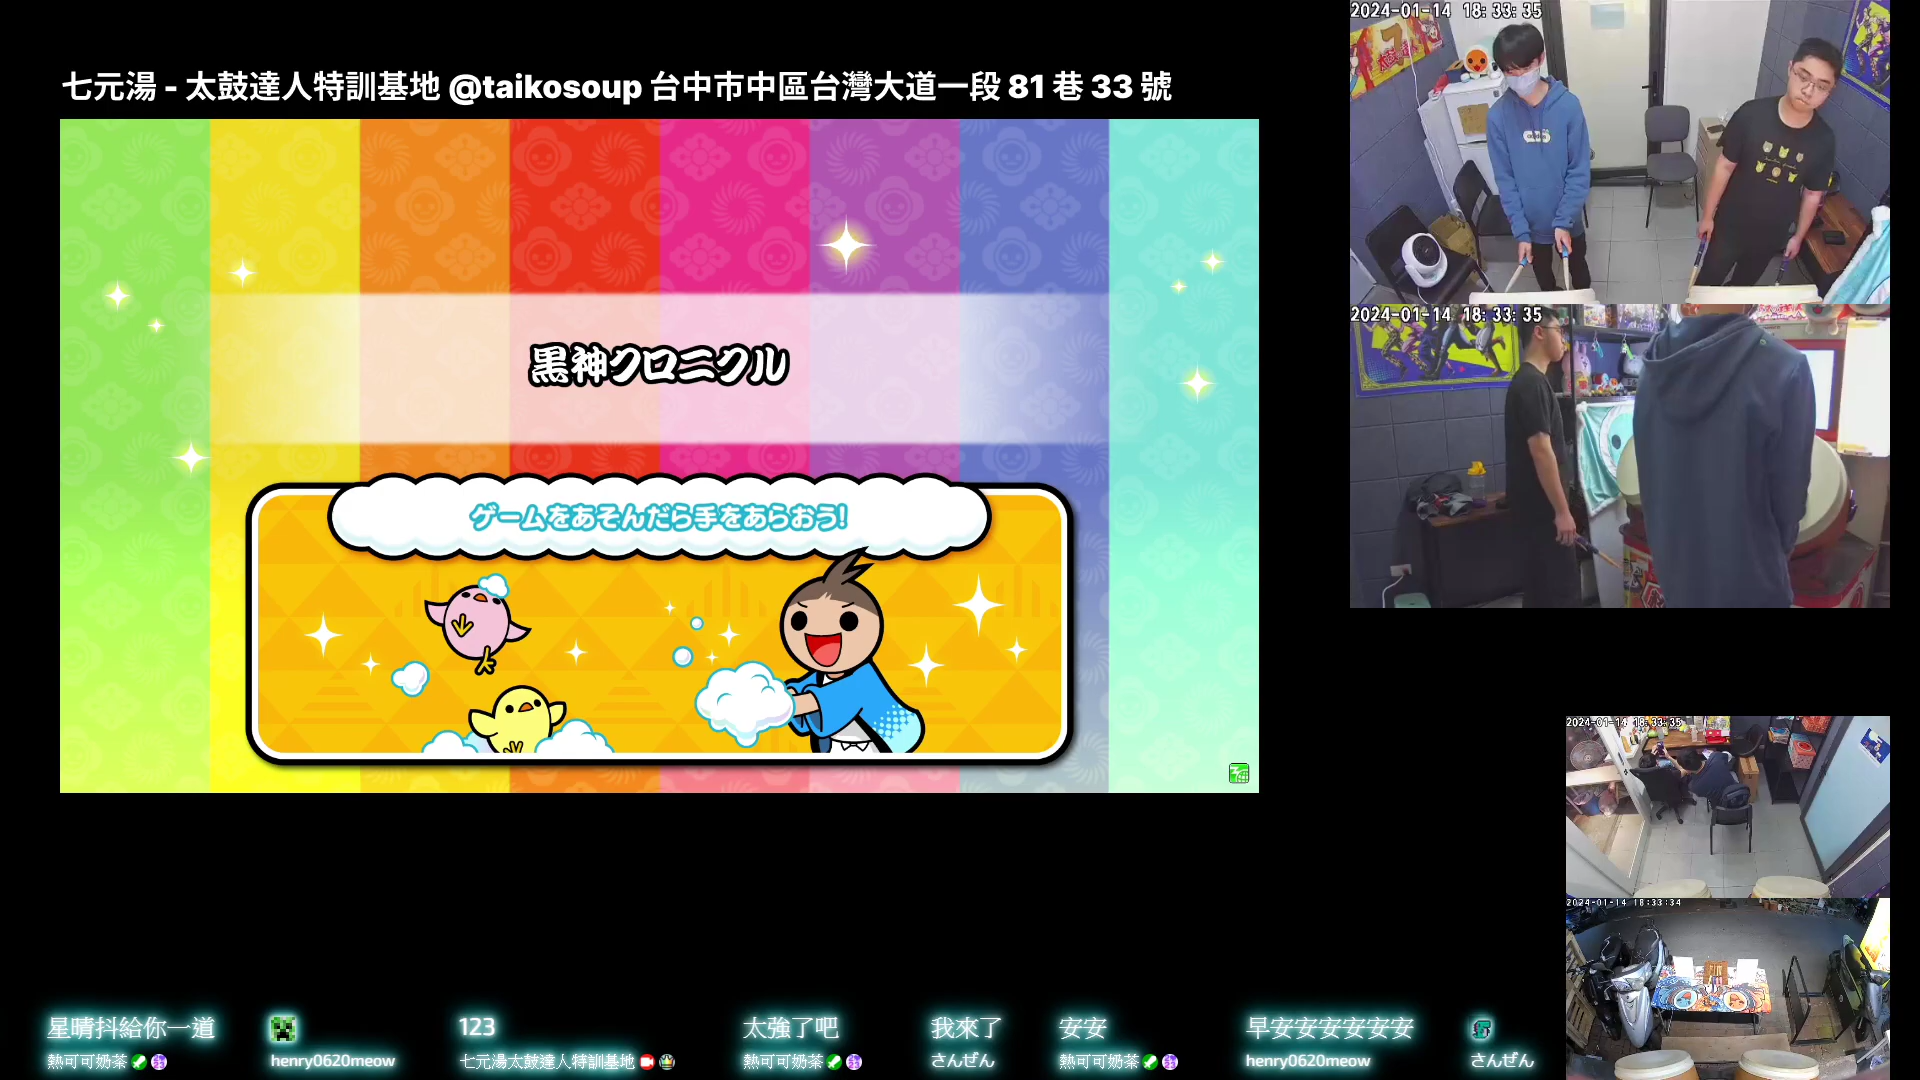 七元湯 - 太鼓達人特訓基地 @taikosoup 台中市中區台灣大道一段 81 巷 33 號
黒神クロニクル
ゲームをあそんだら手をあらおう!
2024-01-14 18:33:35
2024-01-14 18:33:35
2024-01-14 18:33:35
2024-01-14 18:33:34
星晴抖給你一道
熱可可奶茶
henry0620meow
123
七元湯太鼓達人特訓基地
太強了吧
熱可可奶茶
我來了
さんぜん
安安
熱可可奶茶
早安安安安安安
henry0620meow
さんぜん